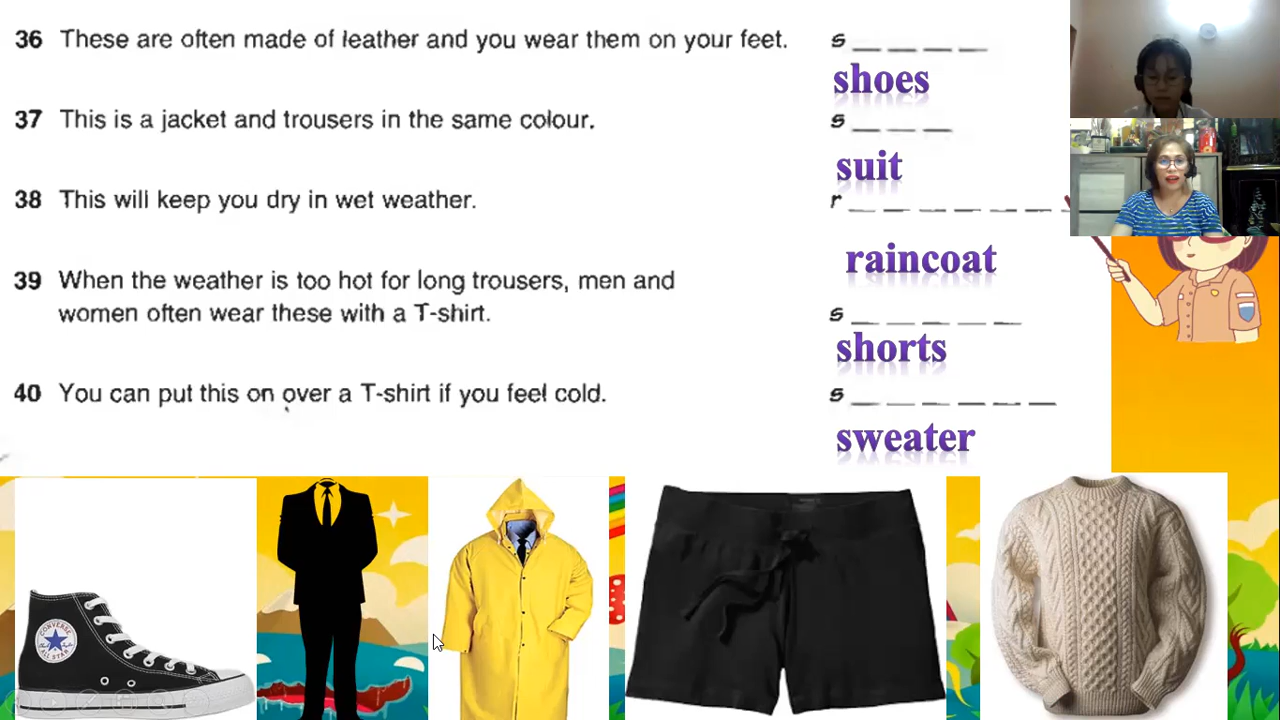 36 These are often made of leather and you wear them on your feet. s _ _ _ _
shoes
37 This is a jacket and trousers in the same colour. s _ _ _
suit
38 This will keep you dry in wet weather. r _ _ _ _ _ _
raincoat
39 When the weather is too hot for long trousers, men and
women often wear these with a T-shirt. s _ _ _ _ _
shorts
40 You can put this on over a T-shirt if you feel cold. s _ _ _ _ _ _
sweater
CONVERSE
ALL STAR